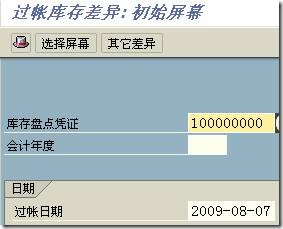 过帐库存差异:初始屏幕
选择屏幕 其它差异
库存盘点凭证 100000000
会计年度
日期
过帐日期 2009-08-07